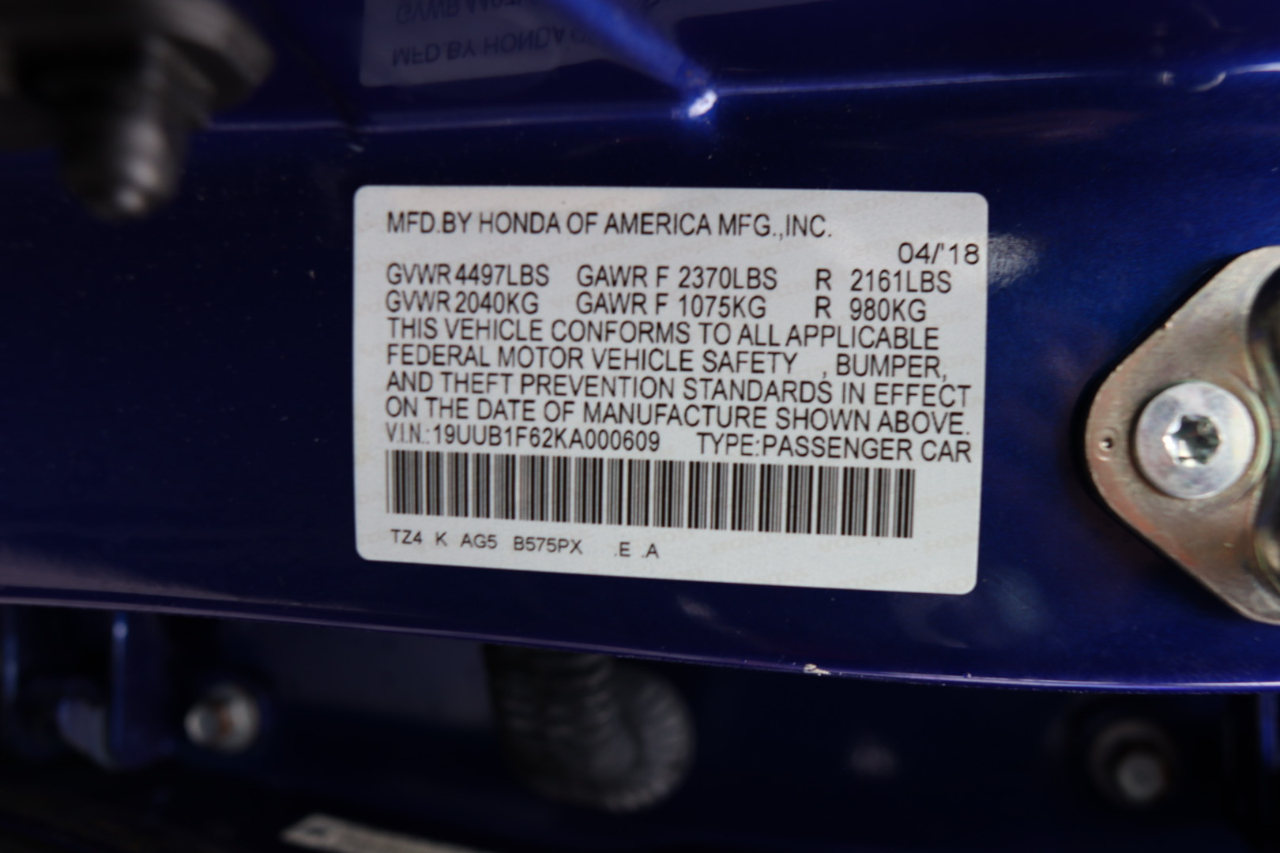 MFD.BY HONDA OF AMERICA MFG.,INC.
04/'18
GVWR 4497LBS GAWR F 2370LBS R 2161LBS
GVWR 2040KG GAWR F 1075KG R 980KG
THIS VEHICLE CONFORMS TO ALL APPLICABLE
FEDERAL MOTOR VEHICLE SAFETY , BUMPER,
AND THEFT PREVENTION STANDARDS IN EFFECT
ON THE DATE OF MANUFACTURE SHOWN ABOVE.
V.I.N.: 19UUB1F62KA000609 TYPE:PASSENGER CAR
TZ4 K AG5 B575PX .E .A